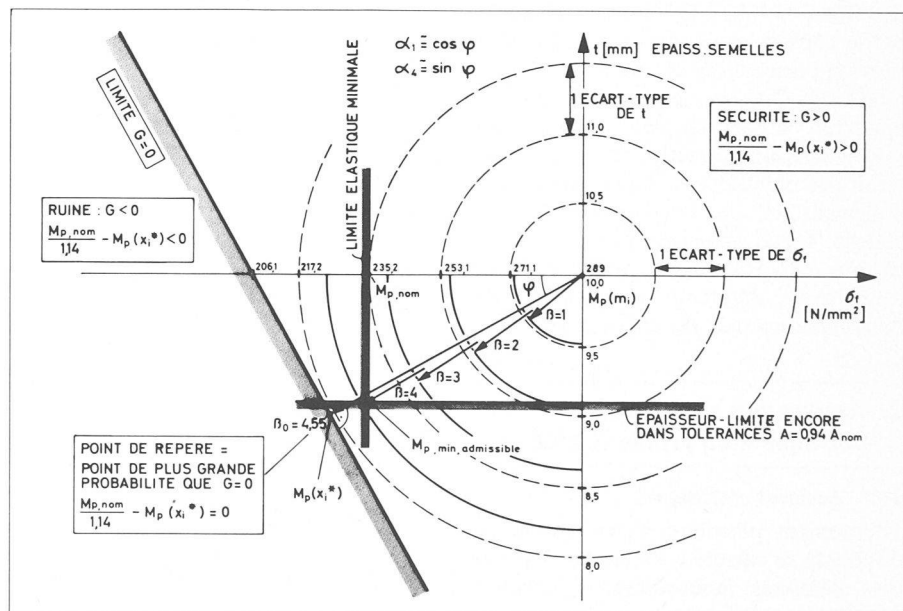 α₁ ≡ cos φ
α₄ ≡ sin φ
t [mm] EPAISS. SEMELLES
1 ECART-TYPE
DE t
11,0
10,5
SECURITE : G>0
Mp,nom
1,14
- Mp(xi*) > 0
LIMITE G=0
LIMITE ELASTIQUE MINIMALE
RUINE : G<0
Mp,nom
1,14
- Mp(xi*) < 0
1 ECART-TYPE DE σf
206,1
217,2
235,2
253,1
271,1
289
10,0
Mp,nom
φ
Mp(mi)
σf
[N/mm²]
ß=1
ß=2
ß=3
ß=4
9,5
9,0
EPAISSEUR-LIMITE ENCORE
DANS TOLERANCES A=0,94 Anom
ß₀ = 4,55
Mp,min,admissible
Mp(xi*)
POINT DE REPERE =
POINT DE PLUS GRANDE
PROBABILITE QUE G=0
Mp,nom
1,14
- Mp(xi*) = 0
8,5
8,0